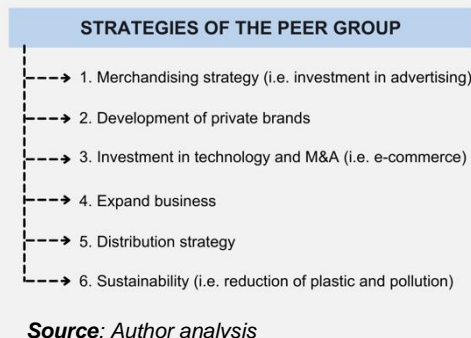 STRATEGIES OF THE PEER GROUP
1. Merchandising strategy (i.e. investment in advertising)
2. Development of private brands
3. Investment in technology and M&A (i.e. e-commerce)
4. Expand business
5. Distribution strategy
6. Sustainability (i.e. reduction of plastic and pollution)
Source: Author analysis